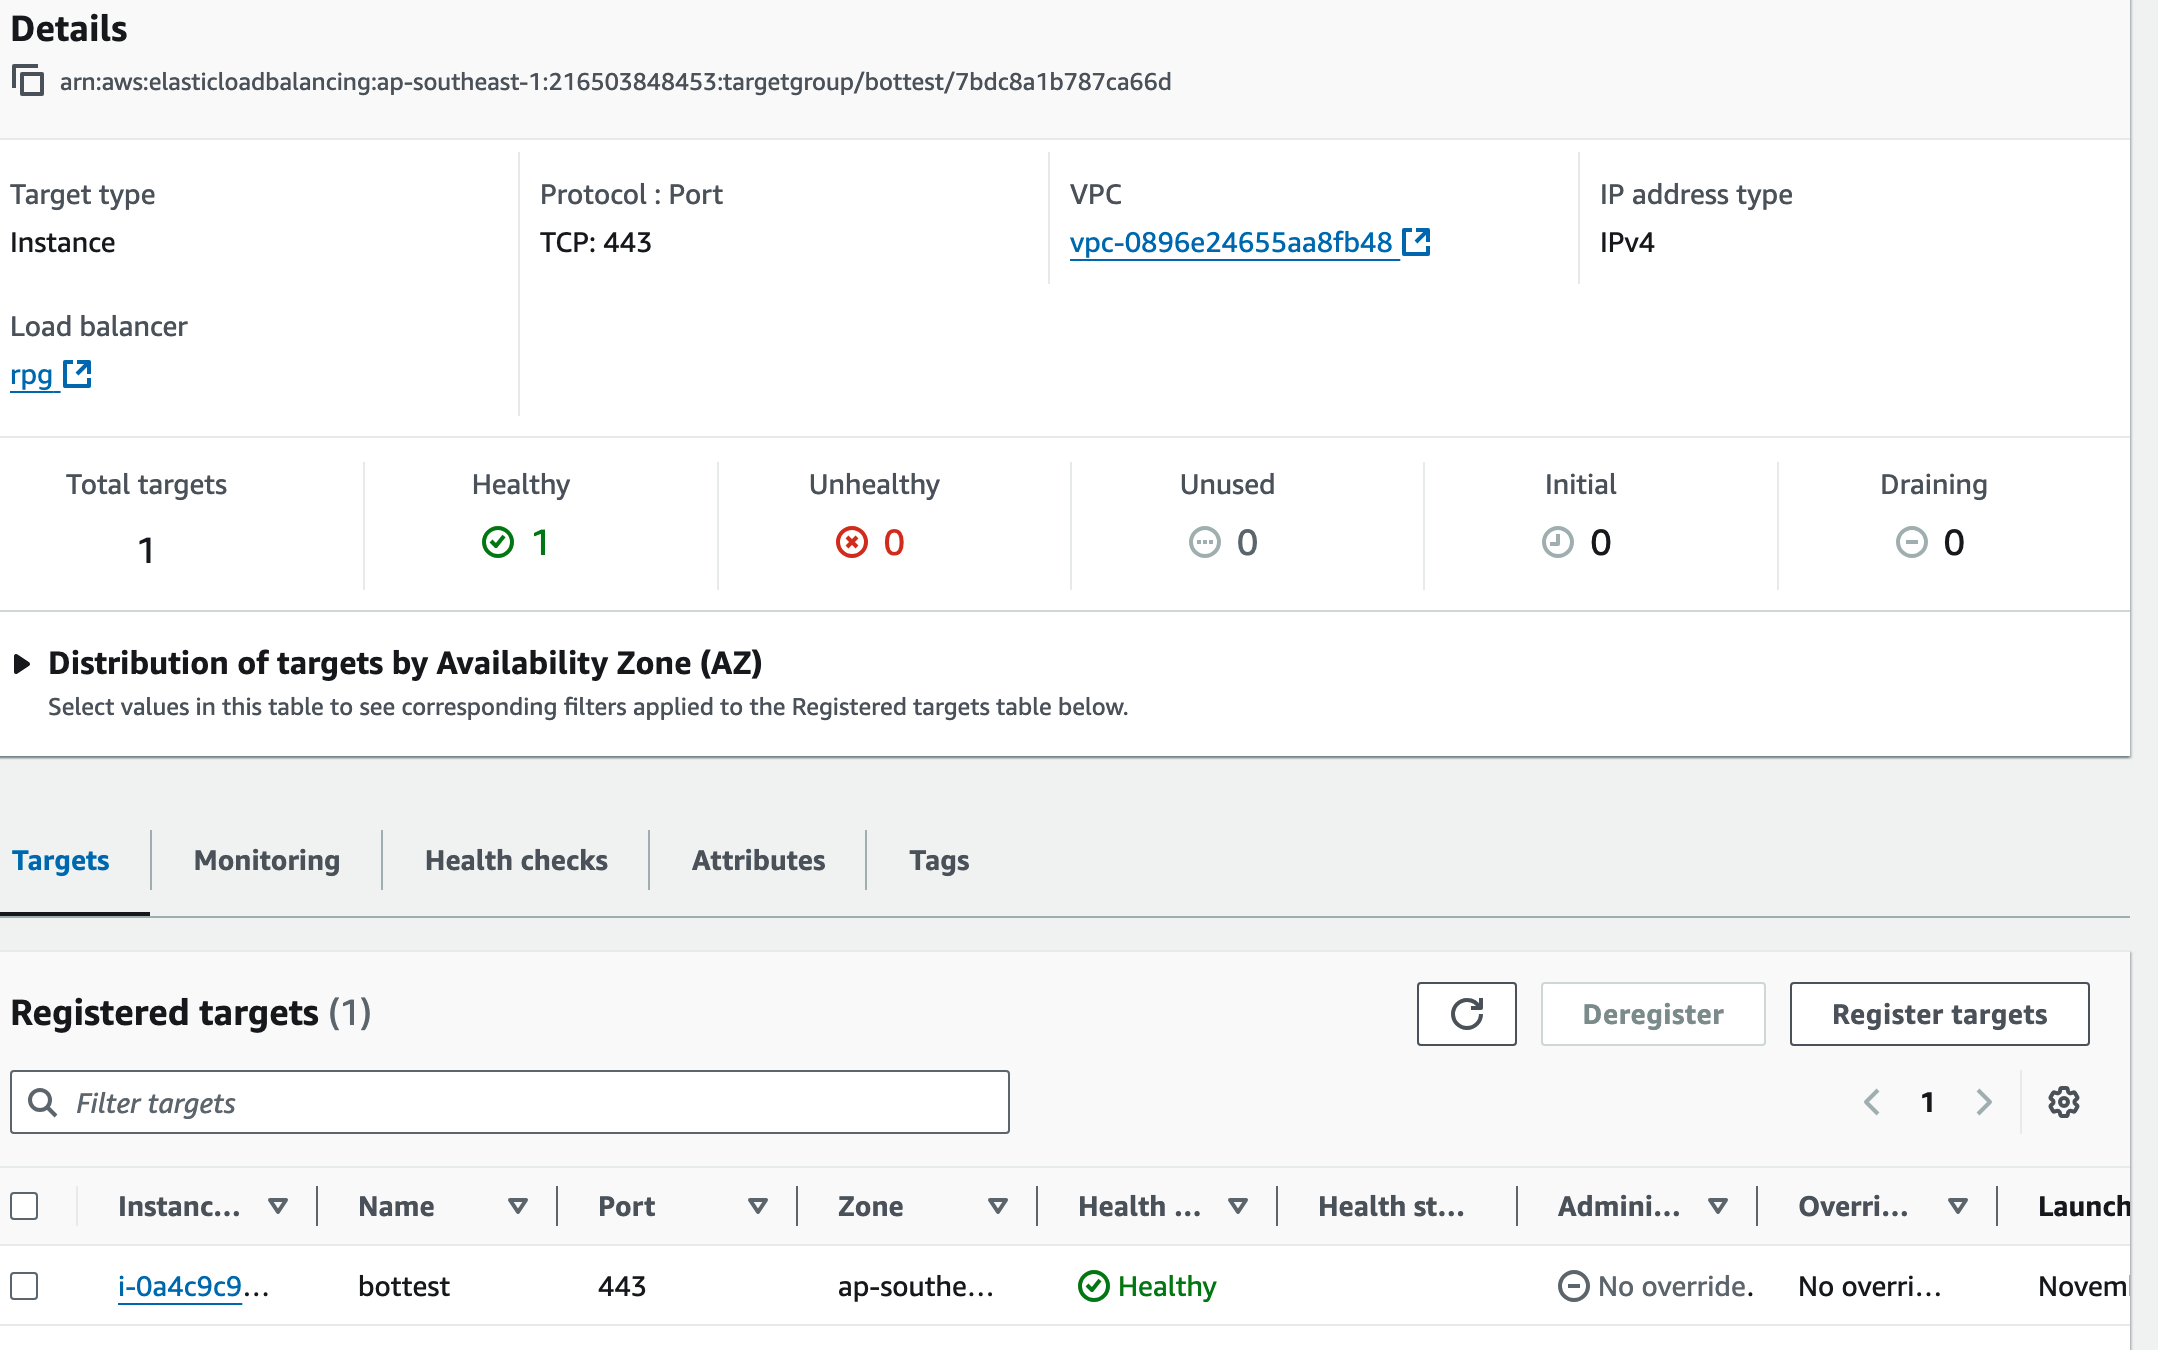 Details
arn:aws:elasticloadbalancing:ap-southeast-1:216503848453:targetgroup/bottest/7bdc8a1b787ca66d
Target type
Instance
Protocol : Port
TCP: 443
VPC
vpc-0896e24655aa8fb48
IP address type
IPv4
Load balancer
rpg
Total targets
1
Healthy
1
Unhealthy
0
Unused
0
Initial
0
Draining
0
Distribution of targets by Availability Zone (AZ)
Select values in this table to see corresponding filters applied to the Registered targets table below.
Targets Monitoring Health checks Attributes Tags
Registered targets (1)
Deregister Register targets
Filter targets
1
Instanc... Name Port Zone Health ... Health st... Admini... Overri... Launch
i-0a4c9c9... bottest 443 ap-southe... Healthy No override. No overri... Novem